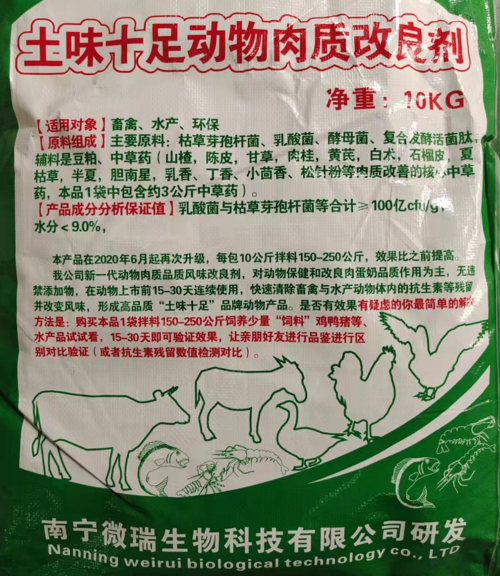 土味十足动物肉质改良剂
净重：10KG
【适用对象】畜禽、水产、环保
【原料组成】主要原料：枯草芽孢杆菌、乳酸菌、酵母菌、复合发酵活菌肽，
辅料是豆粕、中草药（山楂，陈皮，甘草，肉桂，黄芪，白术，石榴皮，夏
枯草，半夏，胆南星，乳香、丁香、小茴香、松针粉等肉质改善的核心中草
药，本品1袋中包含约3公斤中草药）。
【产品成分分析保证值】乳酸菌与枯草芽孢杆菌等合计≥100亿cfu/g，
水分＜9.0%，
本产品在2020年6月起再次升级，每包10公斤拌料150-250公斤，效果比之前提高。
我公司新一代动物肉质品质风味改良剂，对动物保健和改良肉蛋奶品质作用为主，无违
禁添加物，在动物上市前15-30天连续使用，快速清除畜禽与水产动物体内的抗生素等残留
并改变风味，形成高品质“土味十足”品牌动物产品。是否有效果有疑虑的你最简单的解决
方法是：购买本品1袋拌料150-250公斤饲养少量“饲料”鸡鸭猪等、
水产品试试看，15-30天即可验证效果，让亲朋好友进行品鉴进行区
别对比验证（或者抗生素残留数值检测对比）。
南宁微瑞生物科技有限公司研发
Nanning weirui biological technology co., LTD